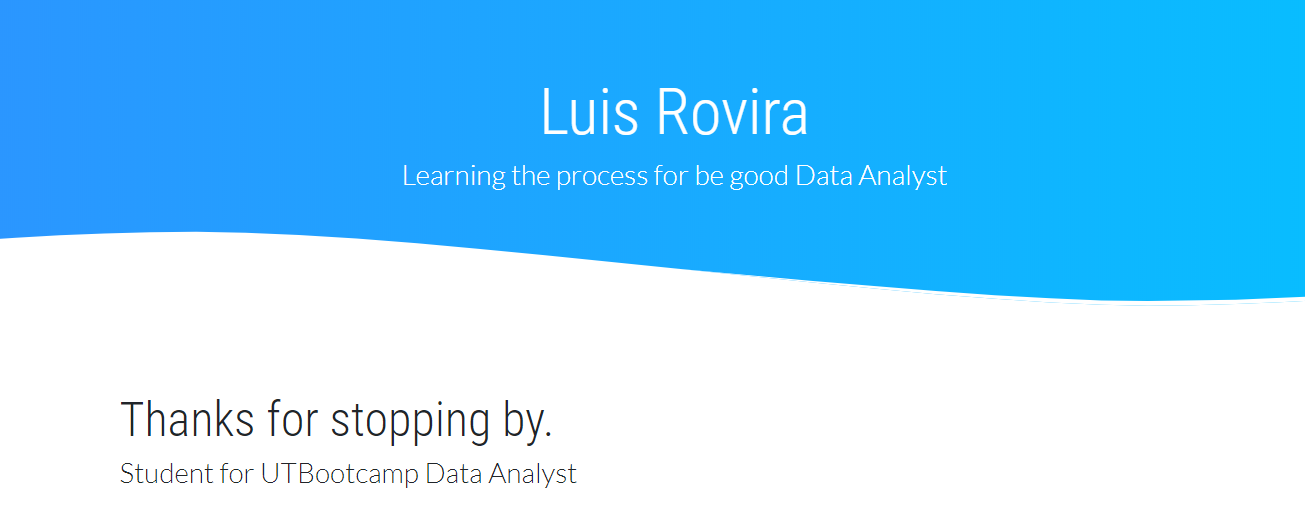 Luis Rovira
Learning the process for be good Data Analyst
Thanks for stopping by.
Student for UTBootcamp Data Analyst